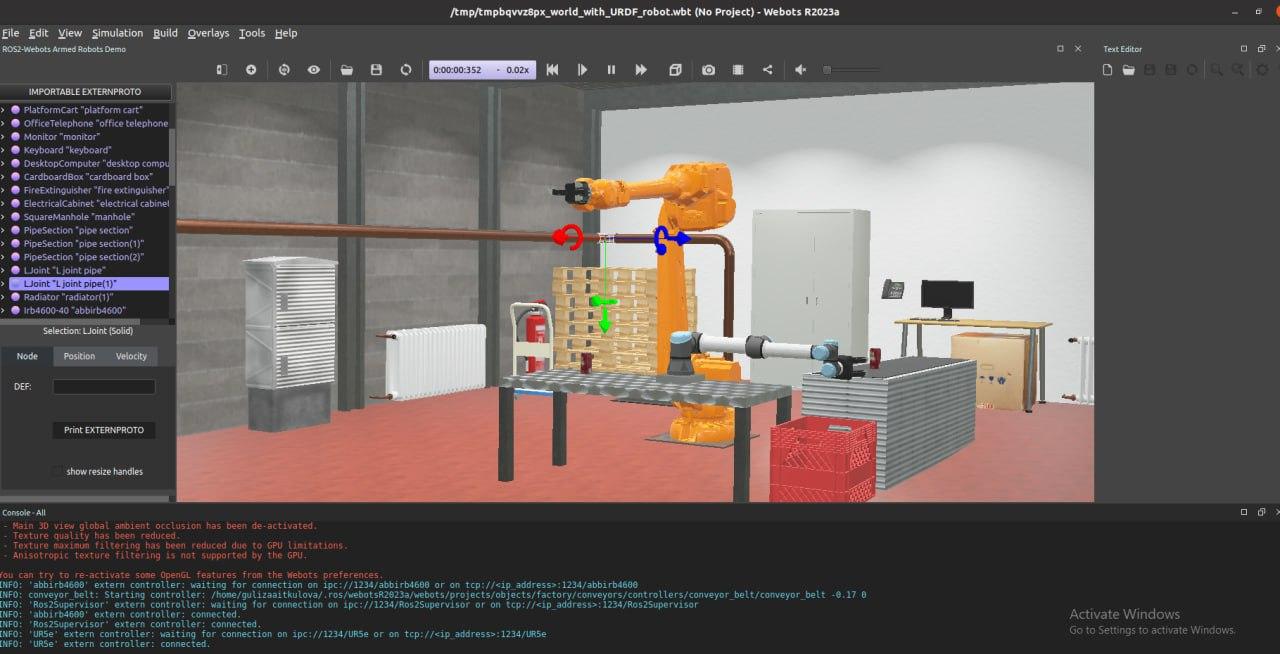 /tmp/tmpbqvvz8px_world_with_URDF_robot.wbt (No Project) - Webots R2023a
File Edit View Simulation Build Overlays Tools Help
ROS2-Webots Armed Robots Demo
Text Editor
0:00:00:352 - 0.02x
IMPORTABLE EXTERNPROTO
PlatformCart "platform cart"
OfficeTelephone "office telephone
Monitor "monitor"
Keyboard "keyboard"
DesktopComputer "desktop compu
CardboardBox "cardboard box"
FireExtinguisher "fire extinguisher"
ElectricalCabinet "electrical cabinet
SquareManhole "manhole"
PipeSection "pipe section"
PipeSection "pipe section(1)"
PipeSection "pipe section(2)"
LJoint "L joint pipe"
LJoint "L joint pipe(1)"
Radiator "radiator(1)"
Irb4600-40 "abbirb4600"
Selection: LJoint (Solid)
Node Position Velocity
DEF:
Print EXTERNPROTO
show resize handles
Console - All
- Main 3D view global ambient occlusion has been de-activated.
- Texture quality has been reduced.
- Texture maximum filtering has been reduced due to GPU limitations.
- Anisotropic texture filtering is not supported by the GPU.
You can try to re-activate some OpenGL features from the Webots preferences.
INFO: 'abbirb4600' extern controller: waiting for connection on ipc://1234/abbirb4600 or on tcp://<ip_address>:1234/abbirb4600
INFO: conveyor_belt: Starting controller: /home/gulizaaitkulova/.ros/webotsR2023a/webots/projects/objects/factory/conveyors/controllers/conveyor_belt/conveyor_belt -0.17 0
INFO: 'Ros2Supervisor' extern controller: waiting for connection on ipc://1234/Ros2Supervisor or on tcp://<ip_address>:1234/Ros2Supervisor
INFO: 'abbirb4600' extern controller: connected.
INFO: 'Ros2Supervisor' extern controller: connected.
INFO: 'UR5e' extern controller: waiting for connection on ipc://1234/UR5e or on tcp://<ip_address>:1234/UR5e
INFO: 'UR5e' extern controller: connected.
Activate Windows
Go to Settings to activate Windows.